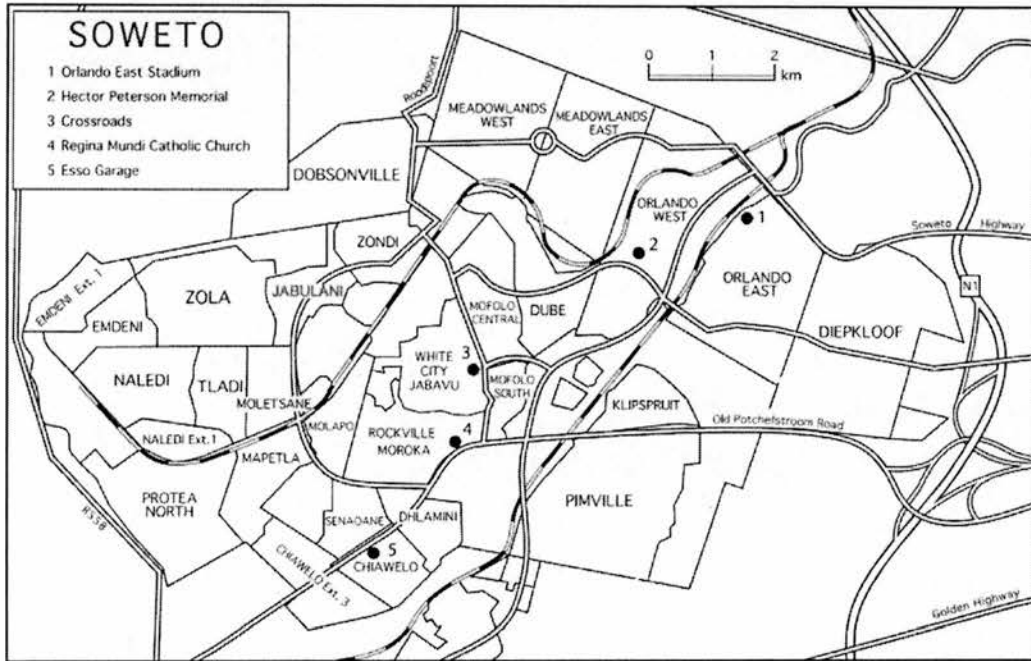 SOWETO
1 Orlando East Stadium
2 Hector Peterson Memorial
3 Crossroads
4 Regina Mundi Catholic Church
5 Esso Garage
0 1 2
km
Roodepoort
MEADOWLANDS
WEST
MEADOWLANDS
EAST
DOBSONVILLE
ORLANDO
WEST
1
2
Soweto Highway
ZONDI
EMDENI Ext. 1
ZOLA
JABULANI
ORLANDO
EAST
N1
EMDENI
MOFOLO
CENTRAL
DUBE
DIEPKLOOF
NALEDI
TLADI
WHITE
CITY
JABAVU
3
MOFOLO
SOUTH
MOLETSANE
KLIPSPRUIT
MOLAPO
ROCKVILLE
MOROKA
4
Old Potchefstroom Road
NALEDI Ext.1
MAPETLA
PROTEA
NORTH
PIMVILLE
R558
SENAOANE
DHLAMINI
5
CHIAWELO
CHIAWELO Ext. 3
Golden Highway